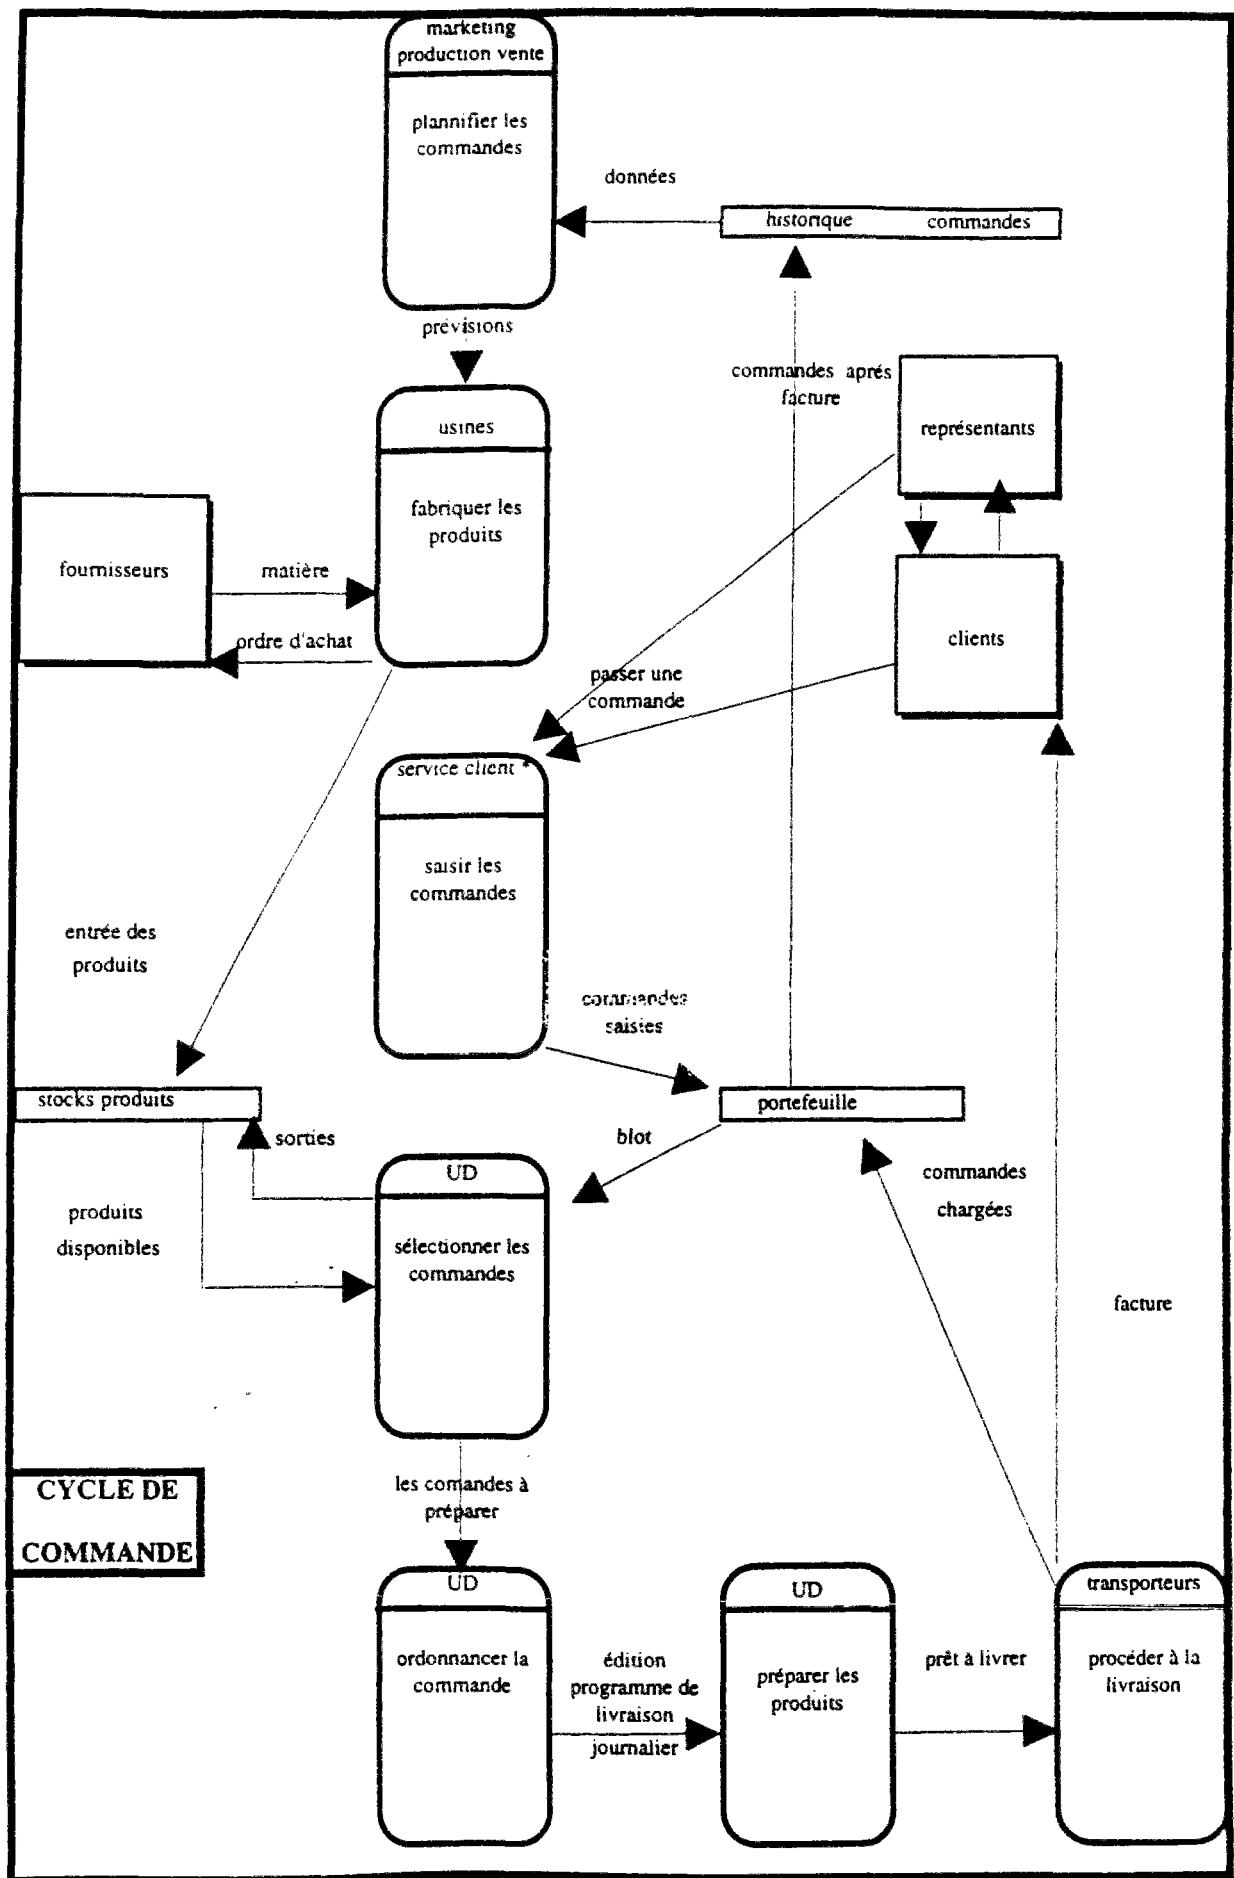 marketing
production vente
plannifier les
commandes
données
historique commandes
prévisions
commandes aprés
facture
représentants
usines
fabriquer les
produits
fournisseurs
matière
ordre d'achat
clients
passer une
commande
service client *
saisir les
commandes
entrée des
produits
commandes
saisies
stocks produits
portefeuille
sorties
blot
UD
commandes
chargées
produits
disponibles
sélectionner les
commandes
facture
CYCLE DE
COMMANDE
les comandes à
préparer
UD
UD
transporteurs
ordonnancer la
commande
édition
programme de
livraison
journalier
préparer les
produits
prêt à livrer
procéder à la
livraison